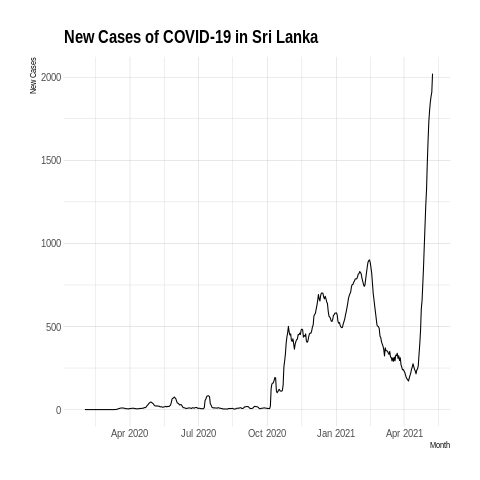 New Cases of COVID-19 in Sri Lanka
New Cases
2000
1500
1000
500
0
Apr 2020 Jul 2020 Oct 2020 Jan 2021 Apr 2021
Month